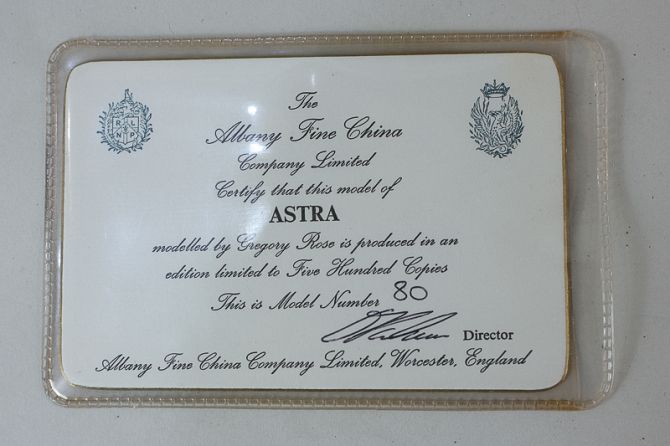 The
Albany Fine China
Company Limited
Certify that this model of
ASTRA
modelled by Gregory Rose is produced in an
edition limited to Five Hundred Copies
This is Model Number 80
Director
Albany Fine China Company Limited, Worcester, England
R L
N P